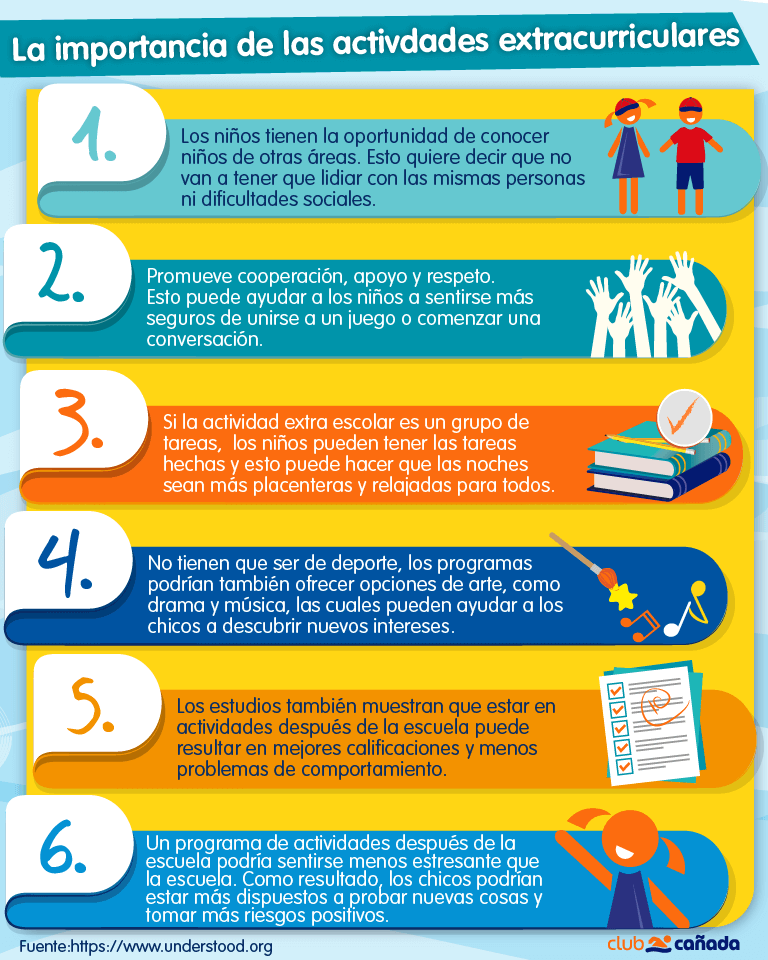 La importancia de las activdades extracurriculares
1.
Los niños tienen la oportunidad de conocer
niños de otras áreas. Esto quiere decir que no
van a tener que lidiar con las mismas personas
ni dificultades sociales.
2.
Promueve cooperación, apoyo y respeto.
Esto puede ayudar a los niños a sentirse más
seguros de unirse a un juego o comenzar una
conversación.
3.
Si la actividad extra escolar es un grupo de
tareas,  los niños pueden tener las tareas
hechas y esto puede hacer que las noches
sean más placenteras y relajadas para todos.
4.
No tienen que ser de deporte, los programas
podrían también ofrecer opciones de arte, como
drama y música, las cuales pueden ayudar a los
chicos a descubrir nuevos intereses.
5.
Los estudios también muestran que estar en
actividades después de la escuela puede
resultar en mejores calificaciones y menos
problemas de comportamiento.
10
6.
Un programa de actividades después de la
escuela podría sentirse menos estresante que
la escuela. Como resultado, los chicos podrían
estar más dispuestos a probar nuevas cosas y
tomar más riesgos positivos.
Fuente:https://www.understood.org
club cañada